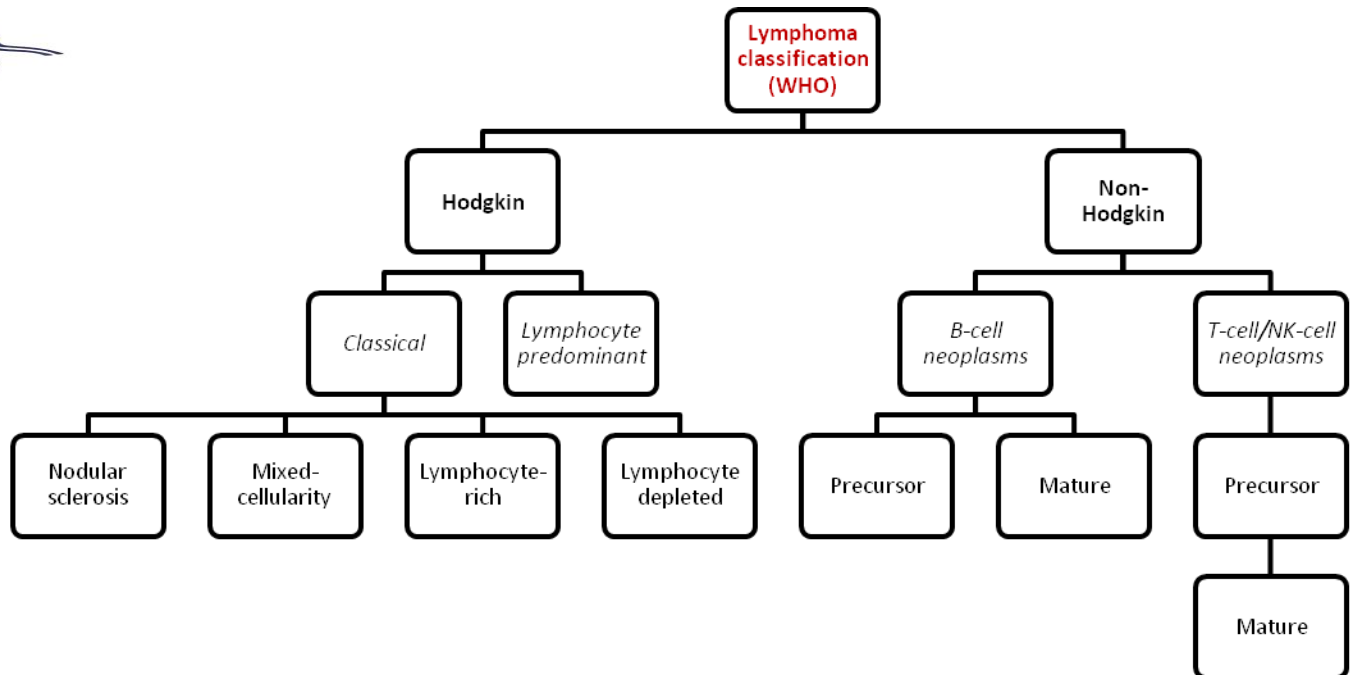 Lymphoma
classification
(WHO)
Hodgkin
Non-
Hodgkin
Classical
Lymphocyte
predominant
B-cell
neoplasms
T-cell/NK-cell
neoplasms
Nodular
sclerosis
Mixed-
cellularity
Lymphocyte-
rich
Lymphocyte
depleted
Precursor
Mature
Precursor
Mature